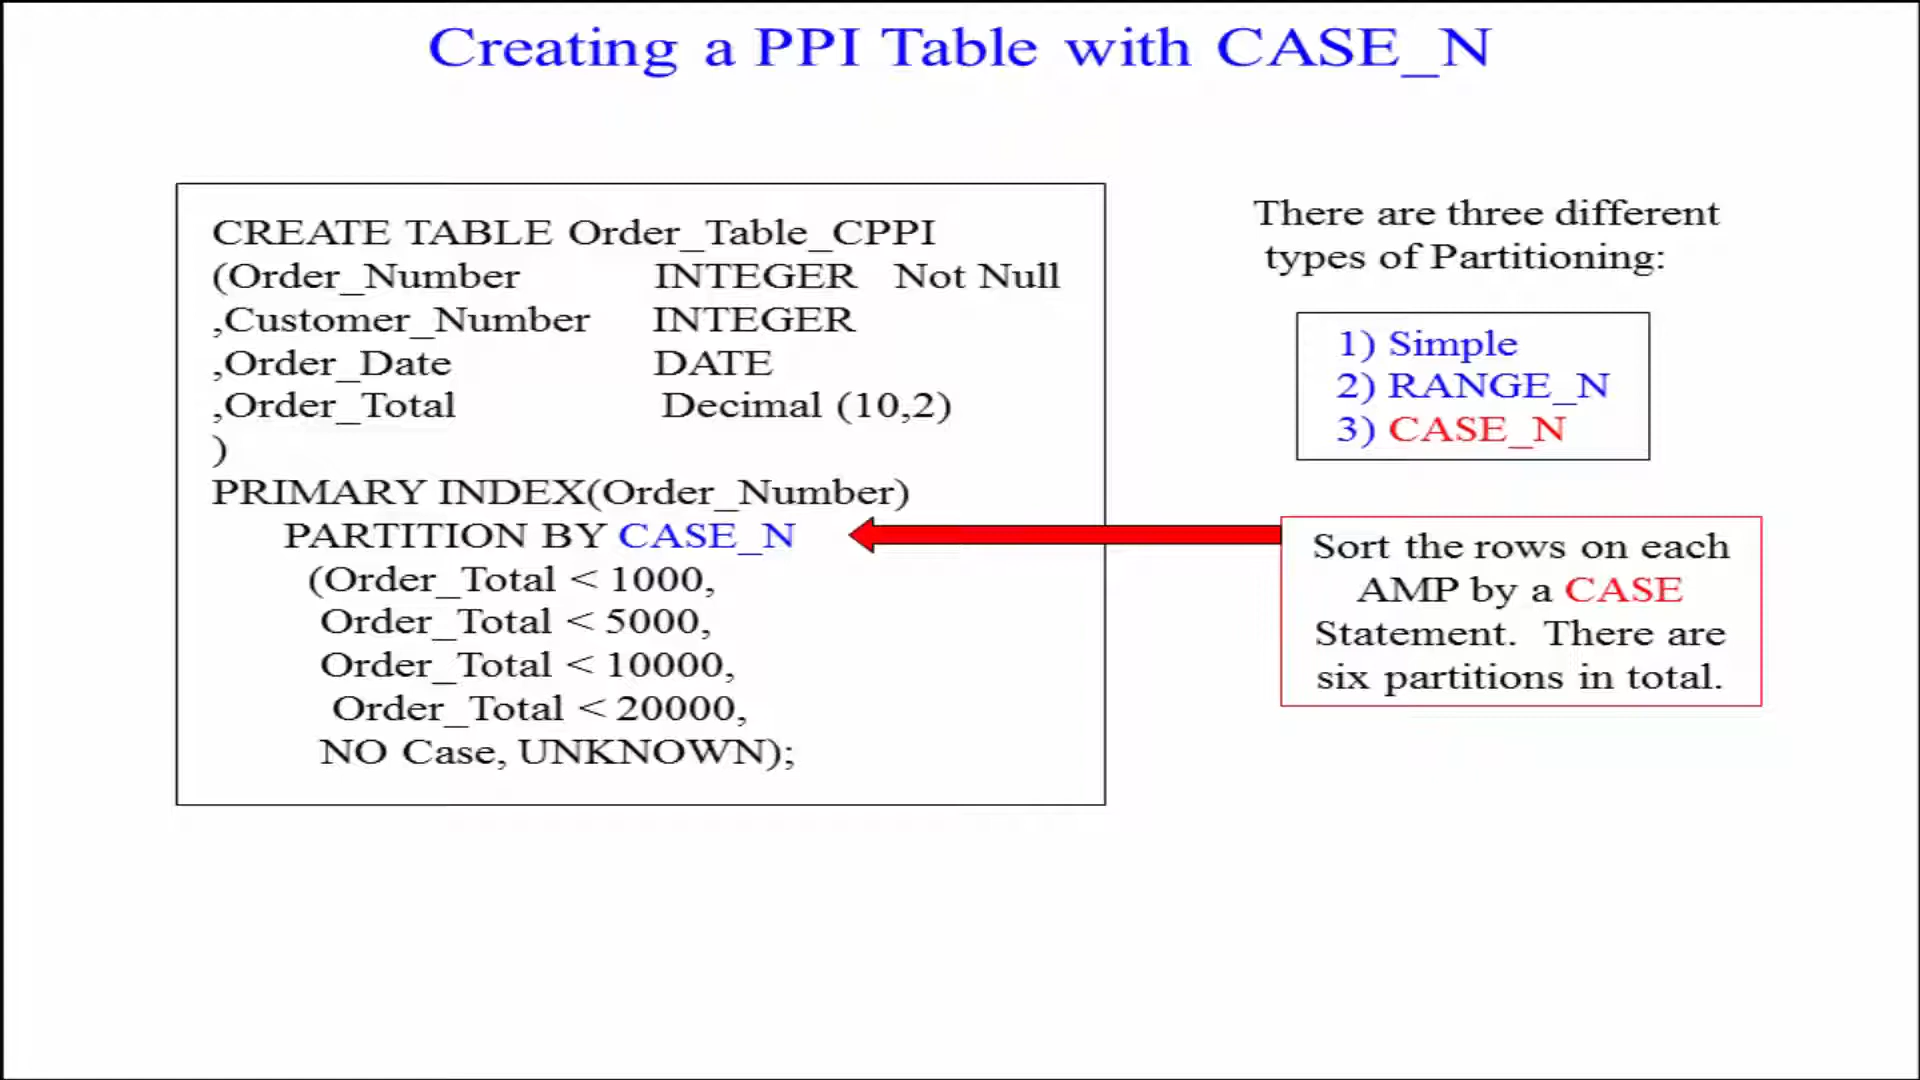 Creating a PPI Table with CASE_N
CREATE TABLE Order_Table_CPPI
(Order_Number INTEGER Not Null
,Customer_Number INTEGER
,Order_Date DATE
,Order_Total Decimal (10,2)
)
PRIMARY INDEX(Order_Number)
PARTITION BY CASE_N
(Order_Total < 1000,
Order_Total < 5000,
Order_Total < 10000,
Order_Total < 20000,
NO Case, UNKNOWN);
There are three different
types of Partitioning:
1) Simple
2) RANGE_N
3) CASE_N
Sort the rows on each
AMP by a CASE
Statement. There are
six partitions in total.